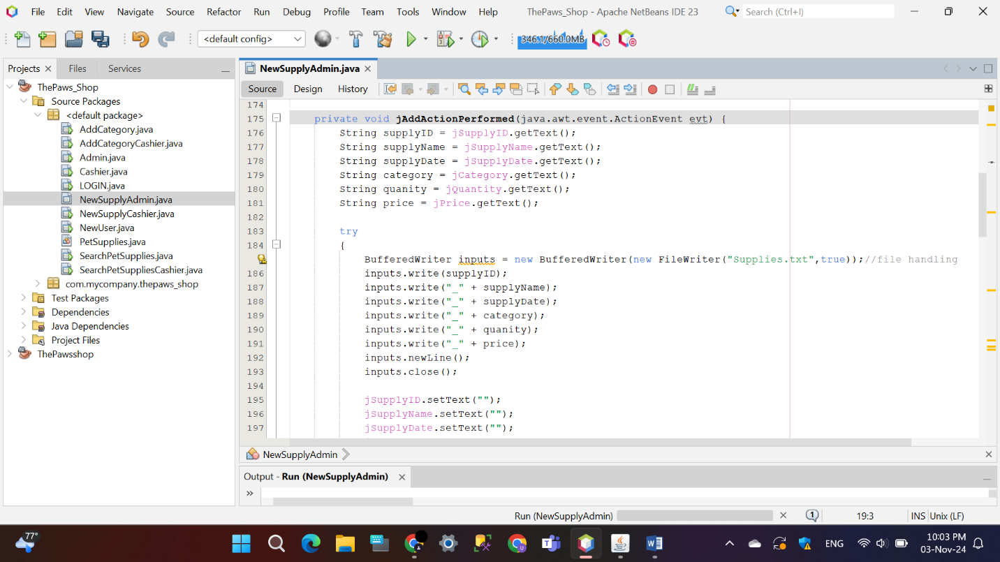 File Edit View Navigate Source Refactor Run Debug Profile Team Tools Window Help ThePaws_Shop - Apache NetBeans IDE 23 Search (Ctrl+I)
<default config> 346.1/660.0MB
Projects Files Services
ThePaws_Shop
Source Packages
<default package>
AddCategory.java
AddCategoryCashier.java
Admin.java
Cashier.java
LOGIN.java
NewSupplyAdmin.java
NewSupplyCashier.java
NewUser.java
PetSupplies.java
SearchPetSupplies.java
SearchPetSuppliesCashier.java
com.mycompany.thepaws_shop
Test Packages
Dependencies
Java Dependencies
Project Files
ThePawsshop
NewSupplyAdmin.java
Source Design History
174
175 private void jAddActionPerformed(java.awt.event.ActionEvent evt) {
176 String supplyID = jSupplyID.getText();
177 String supplyName = jSupplyName.getText();
178 String supplyDate = jSupplyDate.getText();
179 String category = jCategory.getText();
180 String quanity = jQuantity.getText();
181 String price = jPrice.getText();
182
183 try
184 {
BufferedWriter inputs = new BufferedWriter(new FileWriter("Supplies.txt",true));//file handling
186 inputs.write(supplyID);
187 inputs.write("_" + supplyName);
188 inputs.write("_" + supplyDate);
189 inputs.write("_" + category);
190 inputs.write("_" + quanity);
191 inputs.write("_" + price);
192 inputs.newLine();
193 inputs.close();
194
195 jSupplyID.setText("");
196 jSupplyName.setText("");
197 jSupplyDate.setText("");
NewSupplyAdmin
Output - Run (NewSupplyAdmin)
Run (NewSupplyAdmin) 1 19:3 INS Unix (LF)
77° ENG 10:03 PM
03-Nov-24